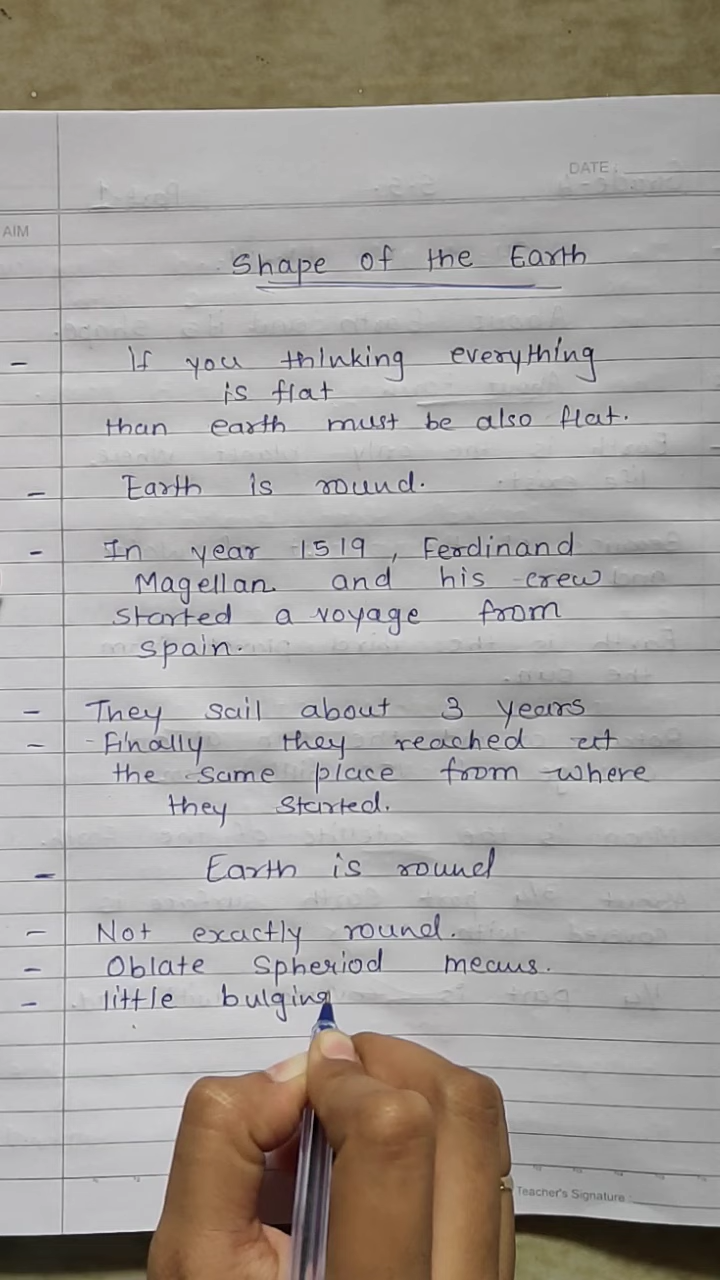 DATE :
AIM
Shape of the Earth
- If you thinking everything
is flat
than earth must be also flat.
- Earth is round.
- In year 1519, Ferdinand
Magellan. and his crew
started a voyage from
spain.
- They sail about 3 years
- Finally they reached at
the same place from where
they started.
- Earth is round
- Not exactly round.
- Oblate Spheriod means.
- little bulging
Teacher's Signature :